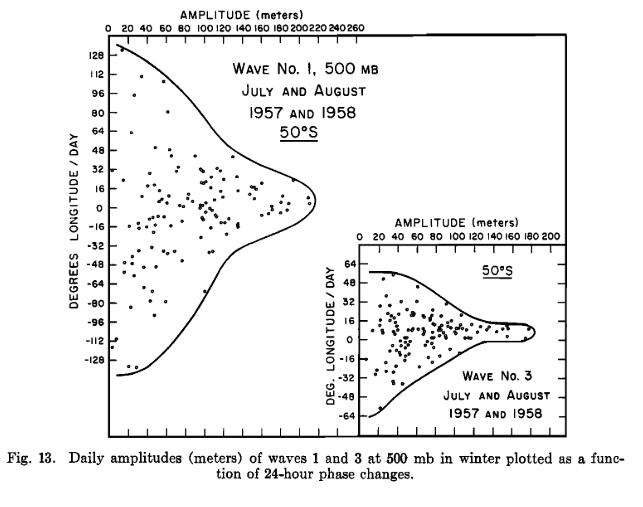 AMPLITUDE (meters)
0 20 40 60 80 100 120 140 160 180 200 220 240 260
128
112
96
80
64
48
32
16
0
-16
-32
-48
-64
-80
-96
-112
-128
DEGREES LONGITUDE / DAY
WAVE No. 1, 500 MB
JULY AND AUGUST
1957 AND 1958
50°S
AMPLITUDE (meters)
0 20 40 60 80 100 120 140 160 180 200
64
48
32
16
0
-16
-32
-48
-64
DEG. LONGITUDE / DAY
50°S
WAVE No. 3
JULY AND AUGUST
1957 AND 1958
Fig. 13. Daily amplitudes (meters) of waves 1 and 3 at 500 mb in winter plotted as a func-
tion of 24-hour phase changes.